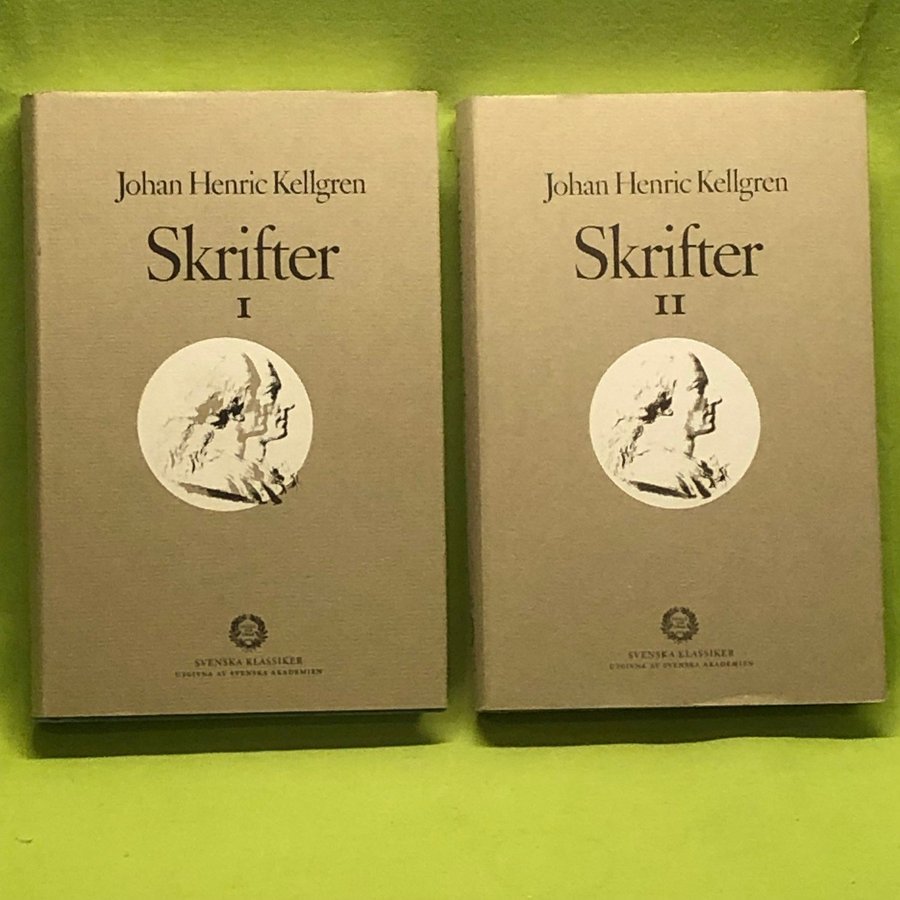 Johan Henric Kellgren
Skrifter
I
SVENSKA KLASSIKER
UTGIVNA AV SVENSKA AKADEMIEN
Johan Henric Kellgren
Skrifter
II
SVENSKA KLASSIKER
UTGIVNA AV SVENSKA AKADEMIEN